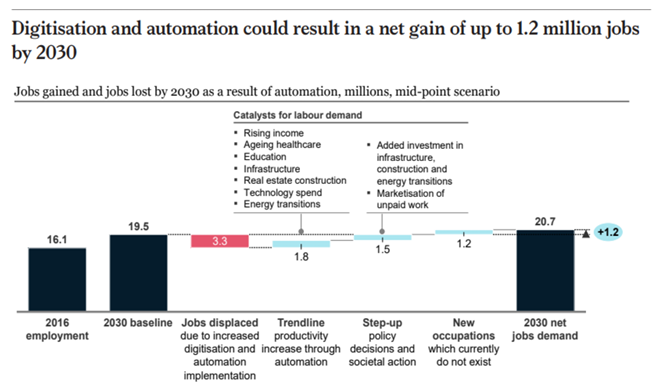 Digitisation and automation could result in a net gain of up to 1.2 million jobs
by 2030
Jobs gained and jobs lost by 2030 as a result of automation, millions, mid-point scenario
Catalysts for labour demand
▪ Rising income
▪ Ageing healthcare
▪ Education
▪ Infrastructure
▪ Real estate construction
▪ Technology spend
▪ Energy transitions
▪ Added investment in
infrastructure,
construction and
energy transitions
▪ Marketisation of
unpaid work
16.1
19.5
3.3
1.8
1.5
1.2
20.7
+1.2
2016
employment
2030 baseline
Jobs displaced
due to increased
digitisation and
automation
implementation
Trendline
productivity
increase through
automation
Step-up
policy
decisions and
societal action
New
occupations
which currently
do not exist
2030 net
jobs demand